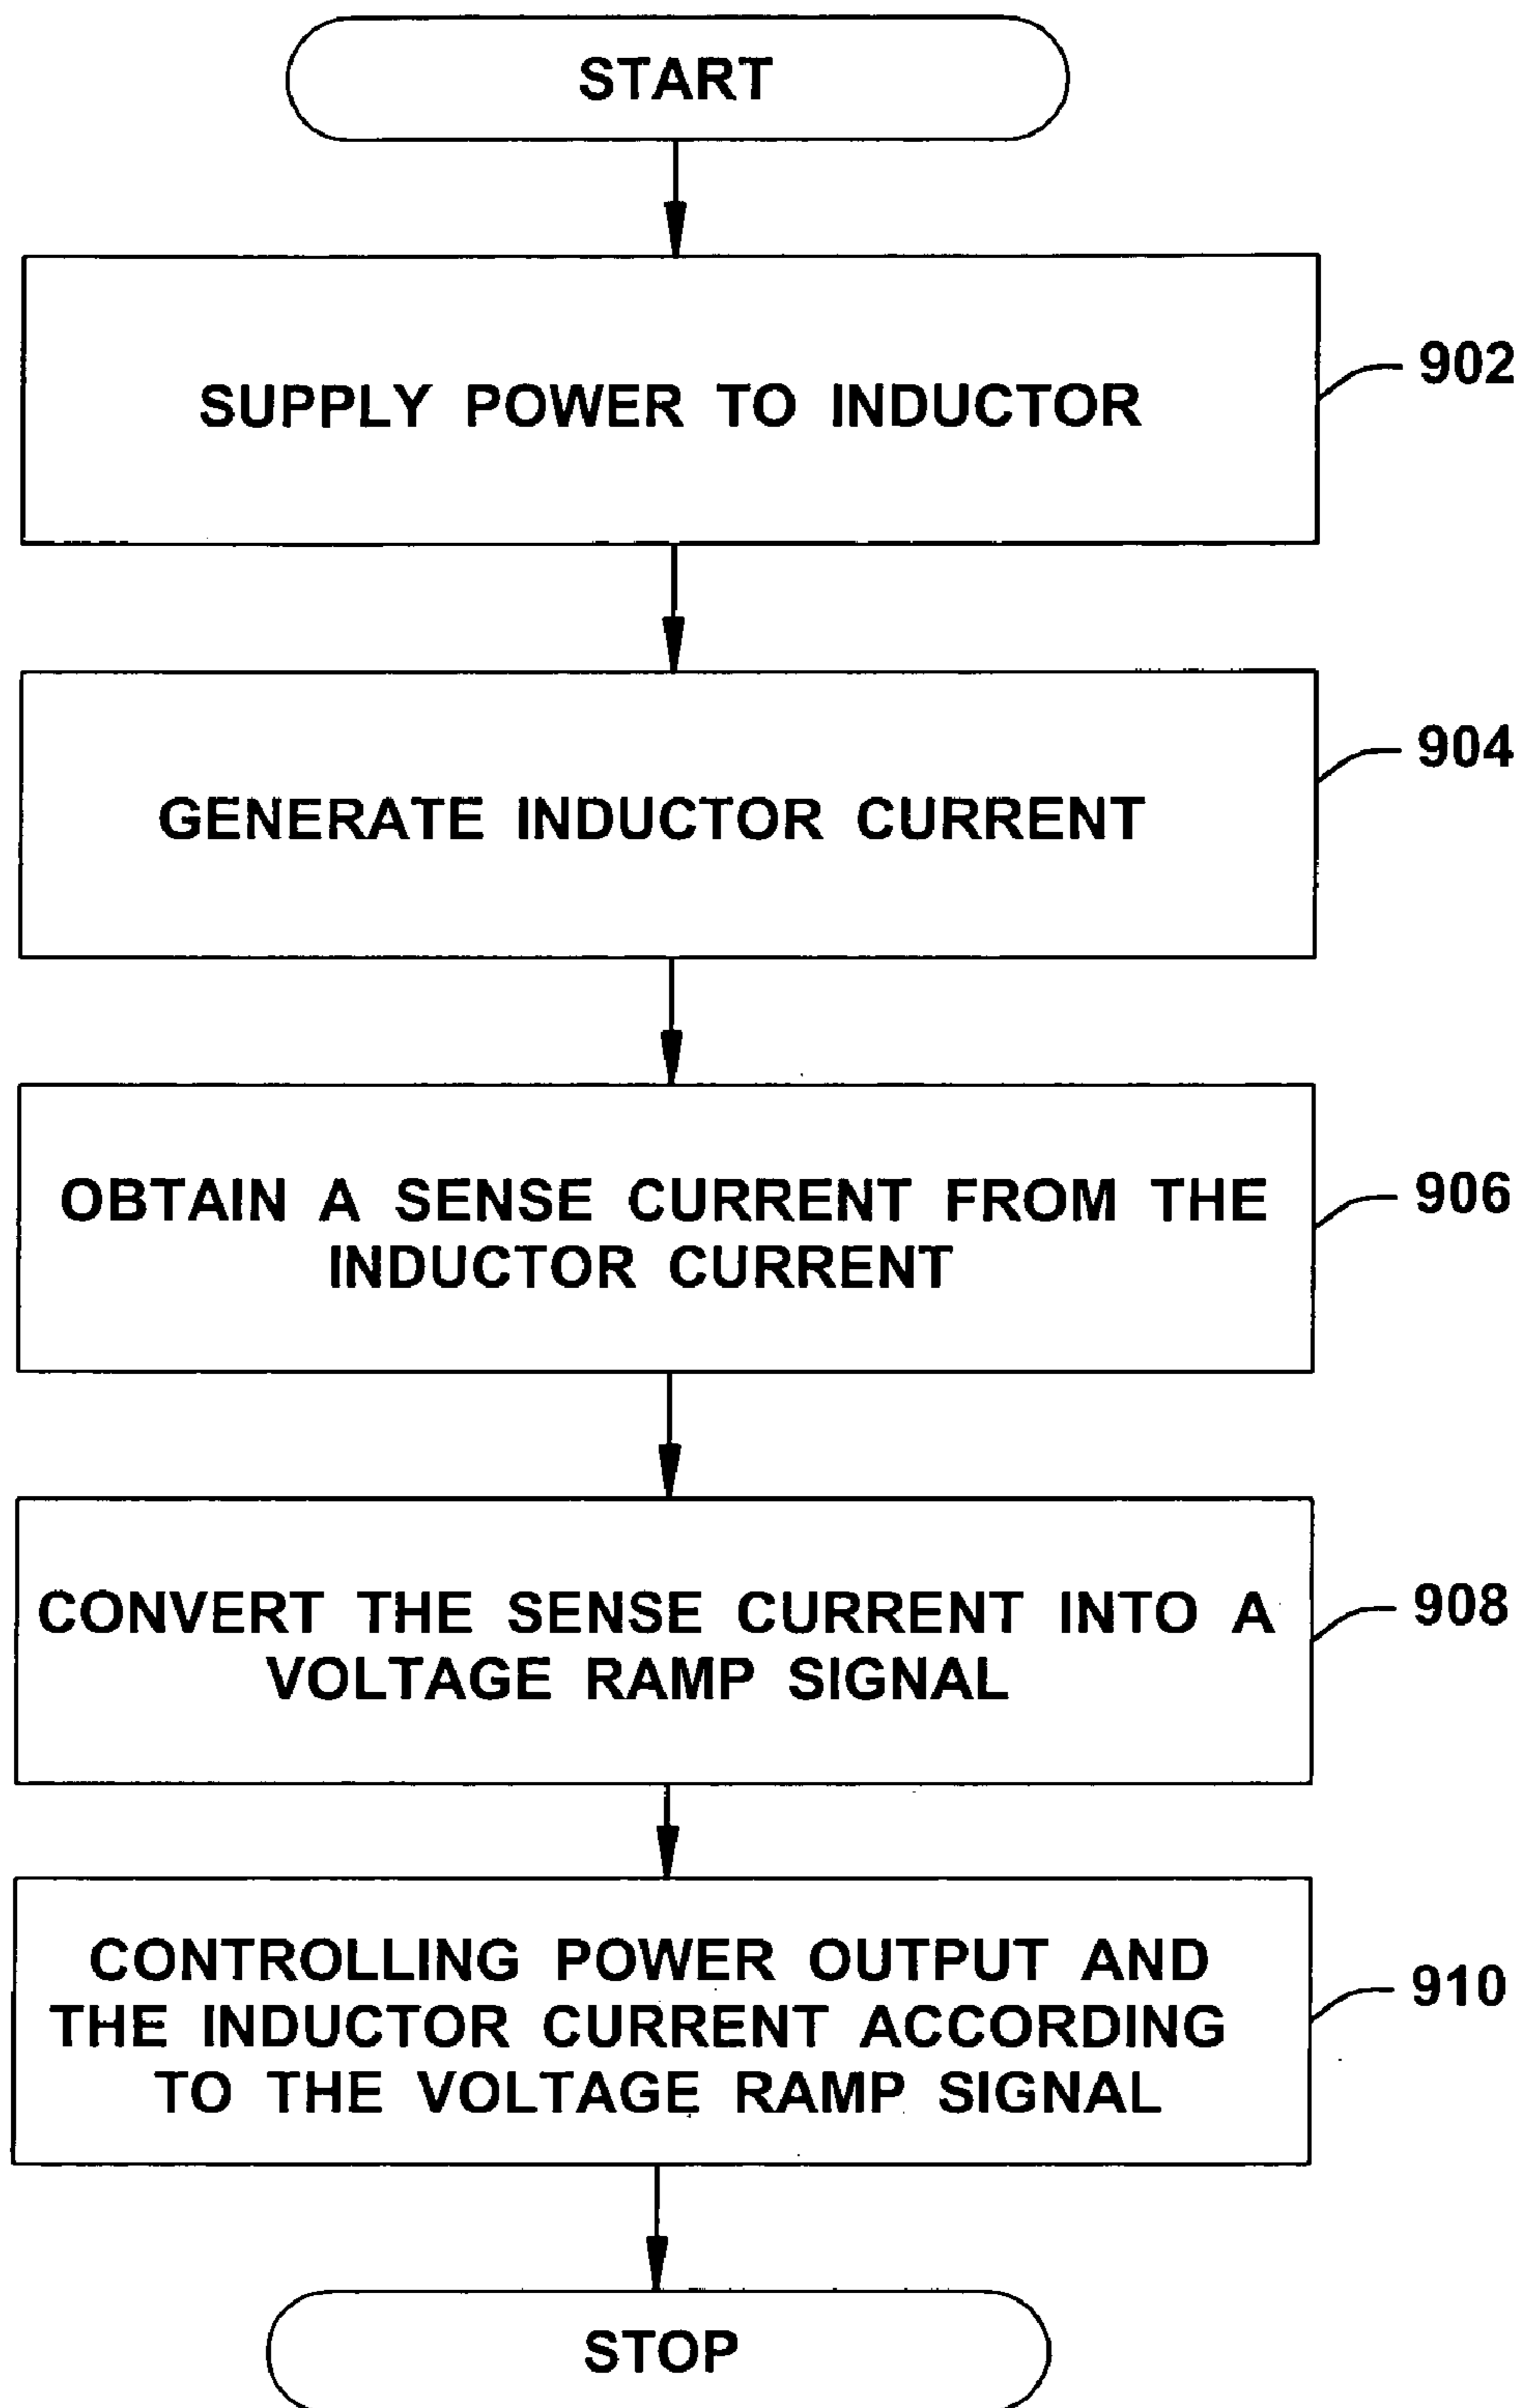 START
SUPPLY POWER TO INDUCTOR
902
GENERATE INDUCTOR CURRENT
904
OBTAIN A SENSE CURRENT FROM THE
INDUCTOR CURRENT
906
CONVERT THE SENSE CURRENT INTO A
VOLTAGE RAMP SIGNAL
908
CONTROLLING POWER OUTPUT AND
THE INDUCTOR CURRENT ACCORDING
TO THE VOLTAGE RAMP SIGNAL
910
STOP